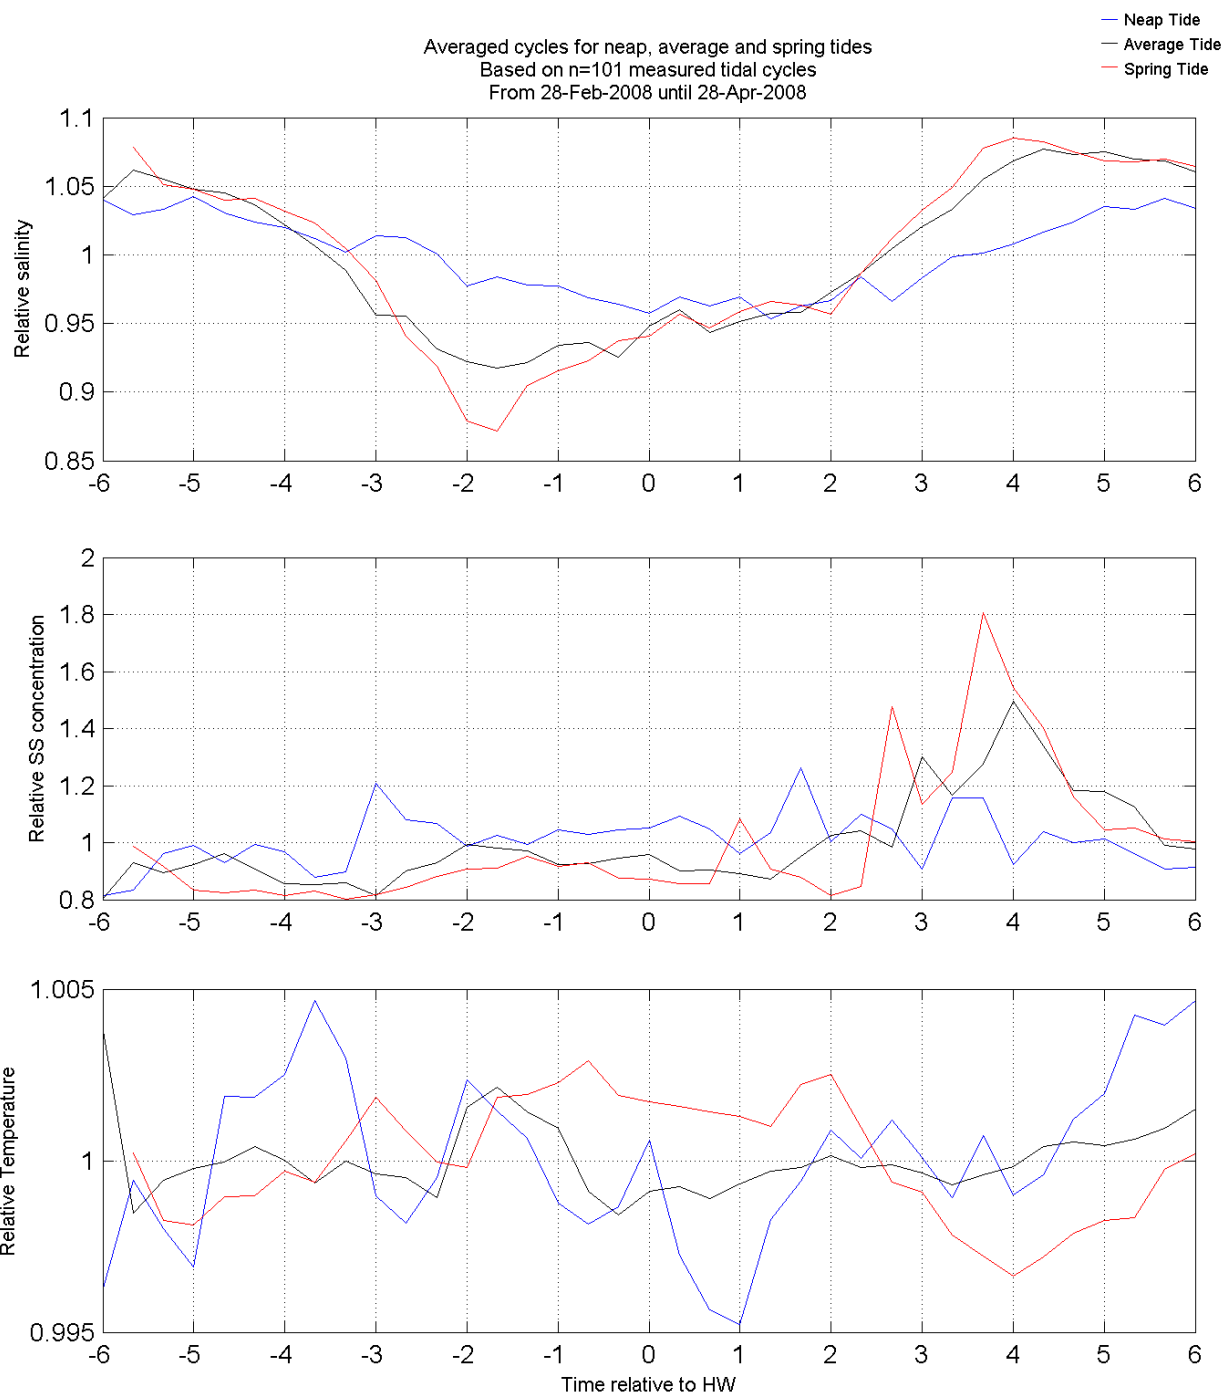 Neap Tide
Average Tide
Spring Tide
Averaged cycles for neap, average and spring tides
Based on n=101 measured tidal cycles
From 28-Feb-2008 until 28-Apr-2008
Relative salinity
1.1
1.05
1
0.95
0.9
0.85
-6 -5 -4 -3 -2 -1 0 1 2 3 4 5 6
Relative SS concentration
2
1.8
1.6
1.4
1.2
1
0.8
-6 -5 -4 -3 -2 -1 0 1 2 3 4 5 6
Relative Temperature
1.005
1
0.995
-6 -5 -4 -3 -2 -1 0 1 2 3 4 5 6
Time relative to HW